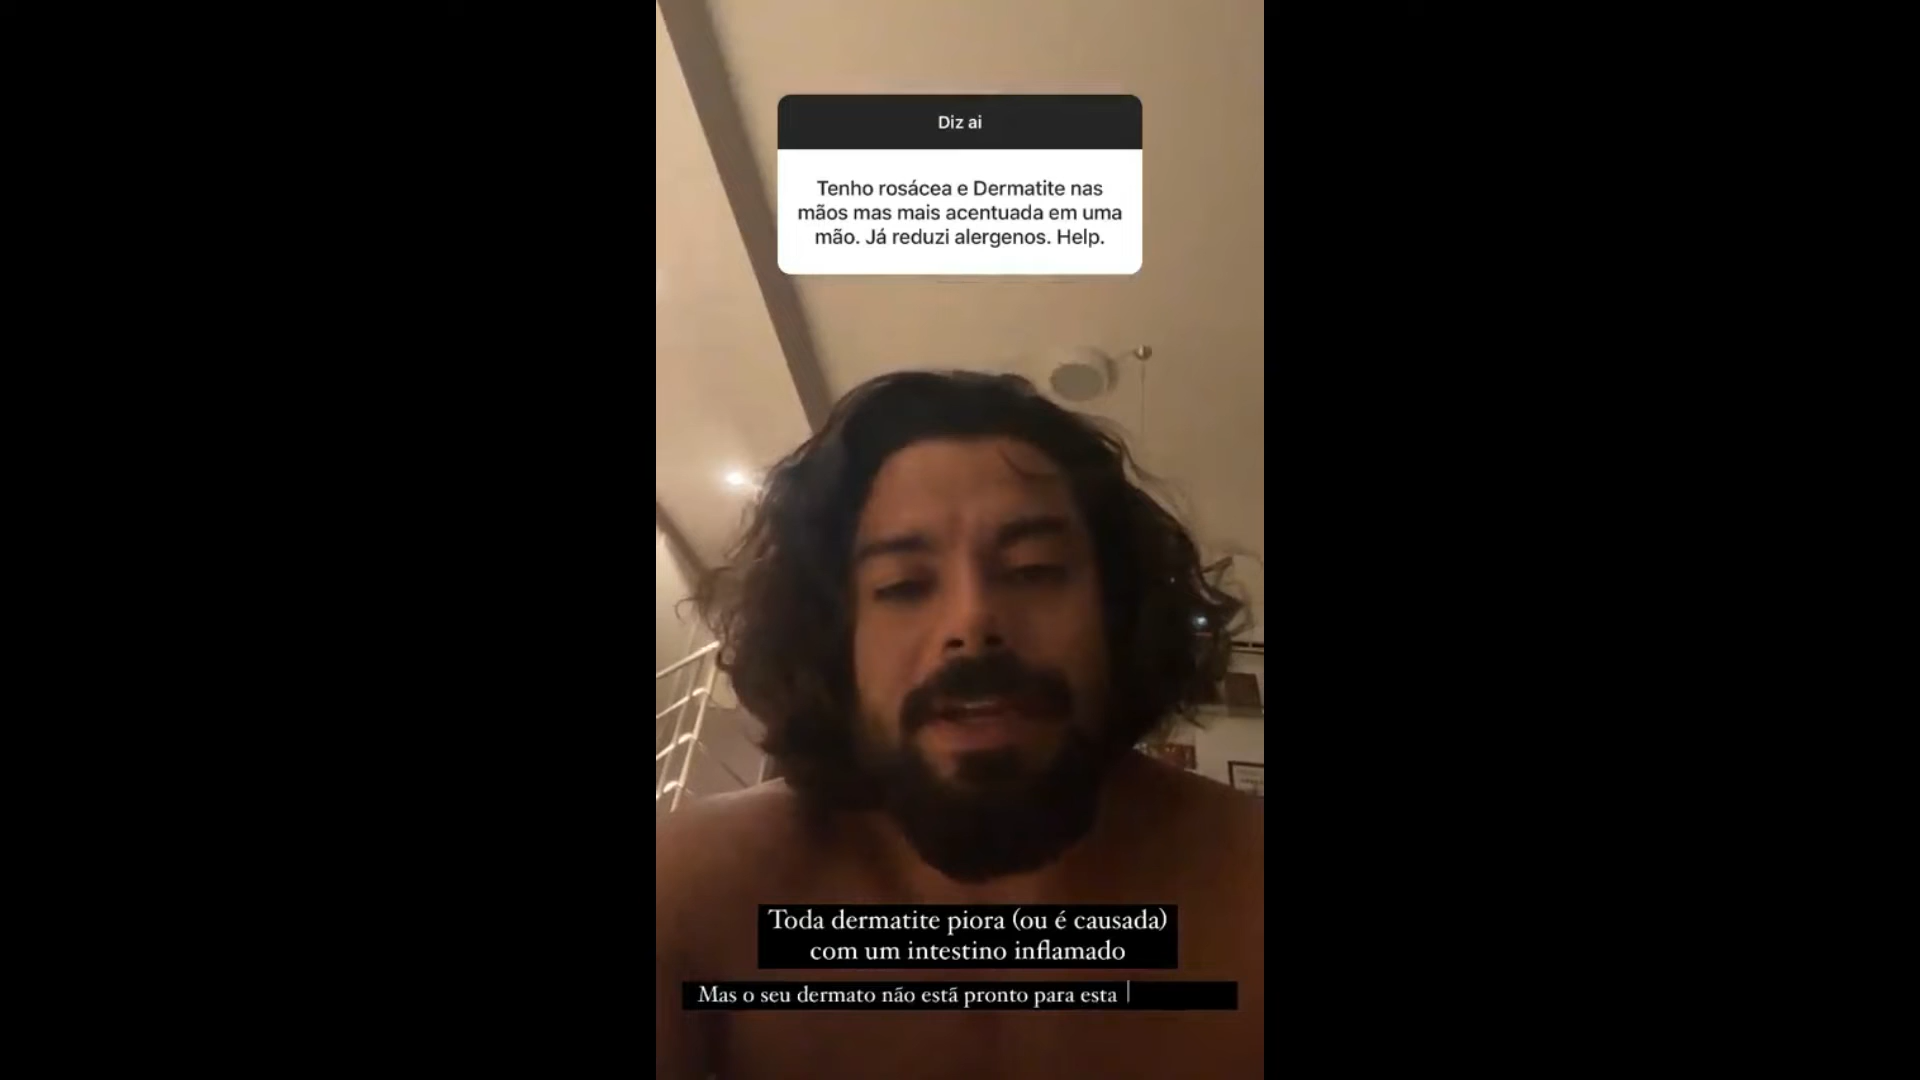 Diz ai
Tenho rosácea e Dermatite nas
mãos mas mais acentuada em uma
mão. Já reduzi alergenos. Help.
Toda dermatite piora (ou é causada)
com um intestino inflamado
Mas o seu dermato não estã pronto para esta